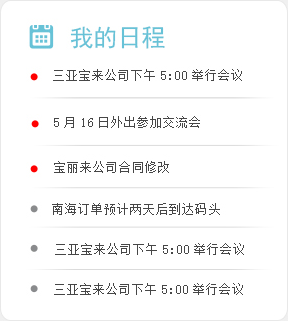 我的日程
三亚宝来公司下午 5:00 举行会议
5 月 16 日外出参加交流会
宝丽来公司合同修改
南海订单预计两天后到达码头
三亚宝来公司下午 5:00 举行会议
三亚宝来公司下午 5:00 举行会议